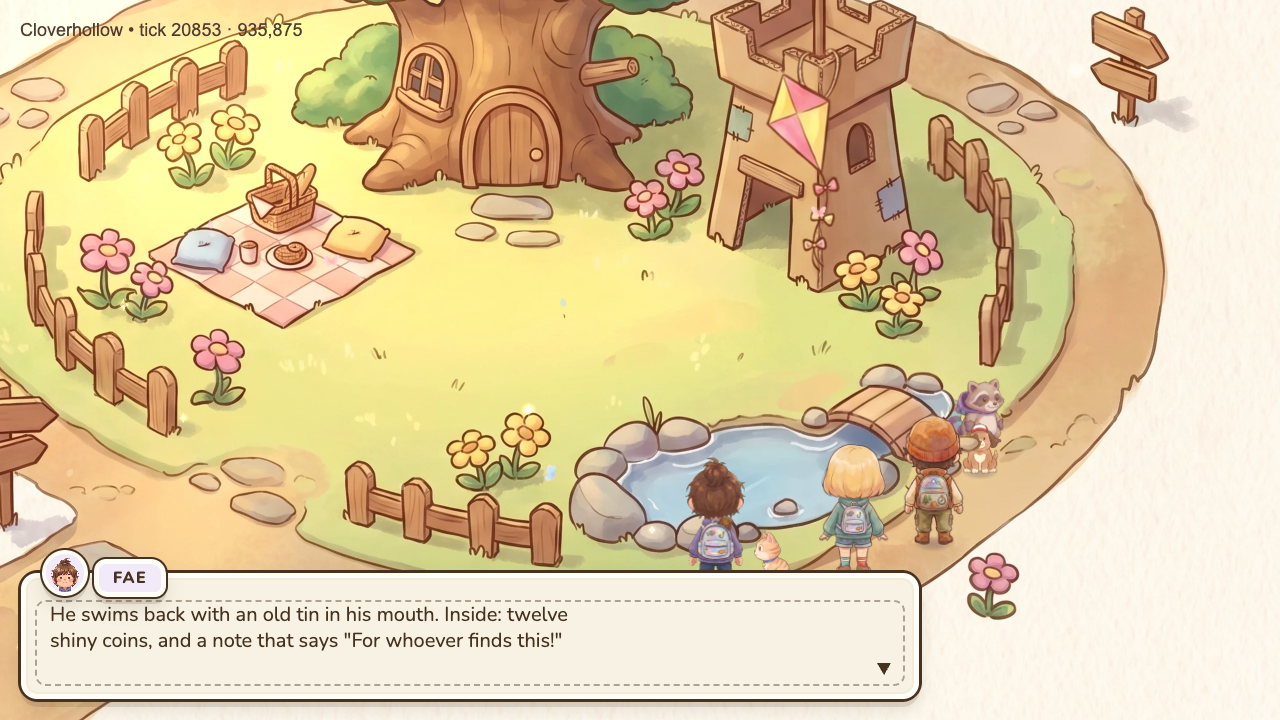 Cloverhollow • tick 20853 · 935,875
FAE
He swims back with an old tin in his mouth. Inside: twelve
shiny coins, and a note that says "For whoever finds this!"